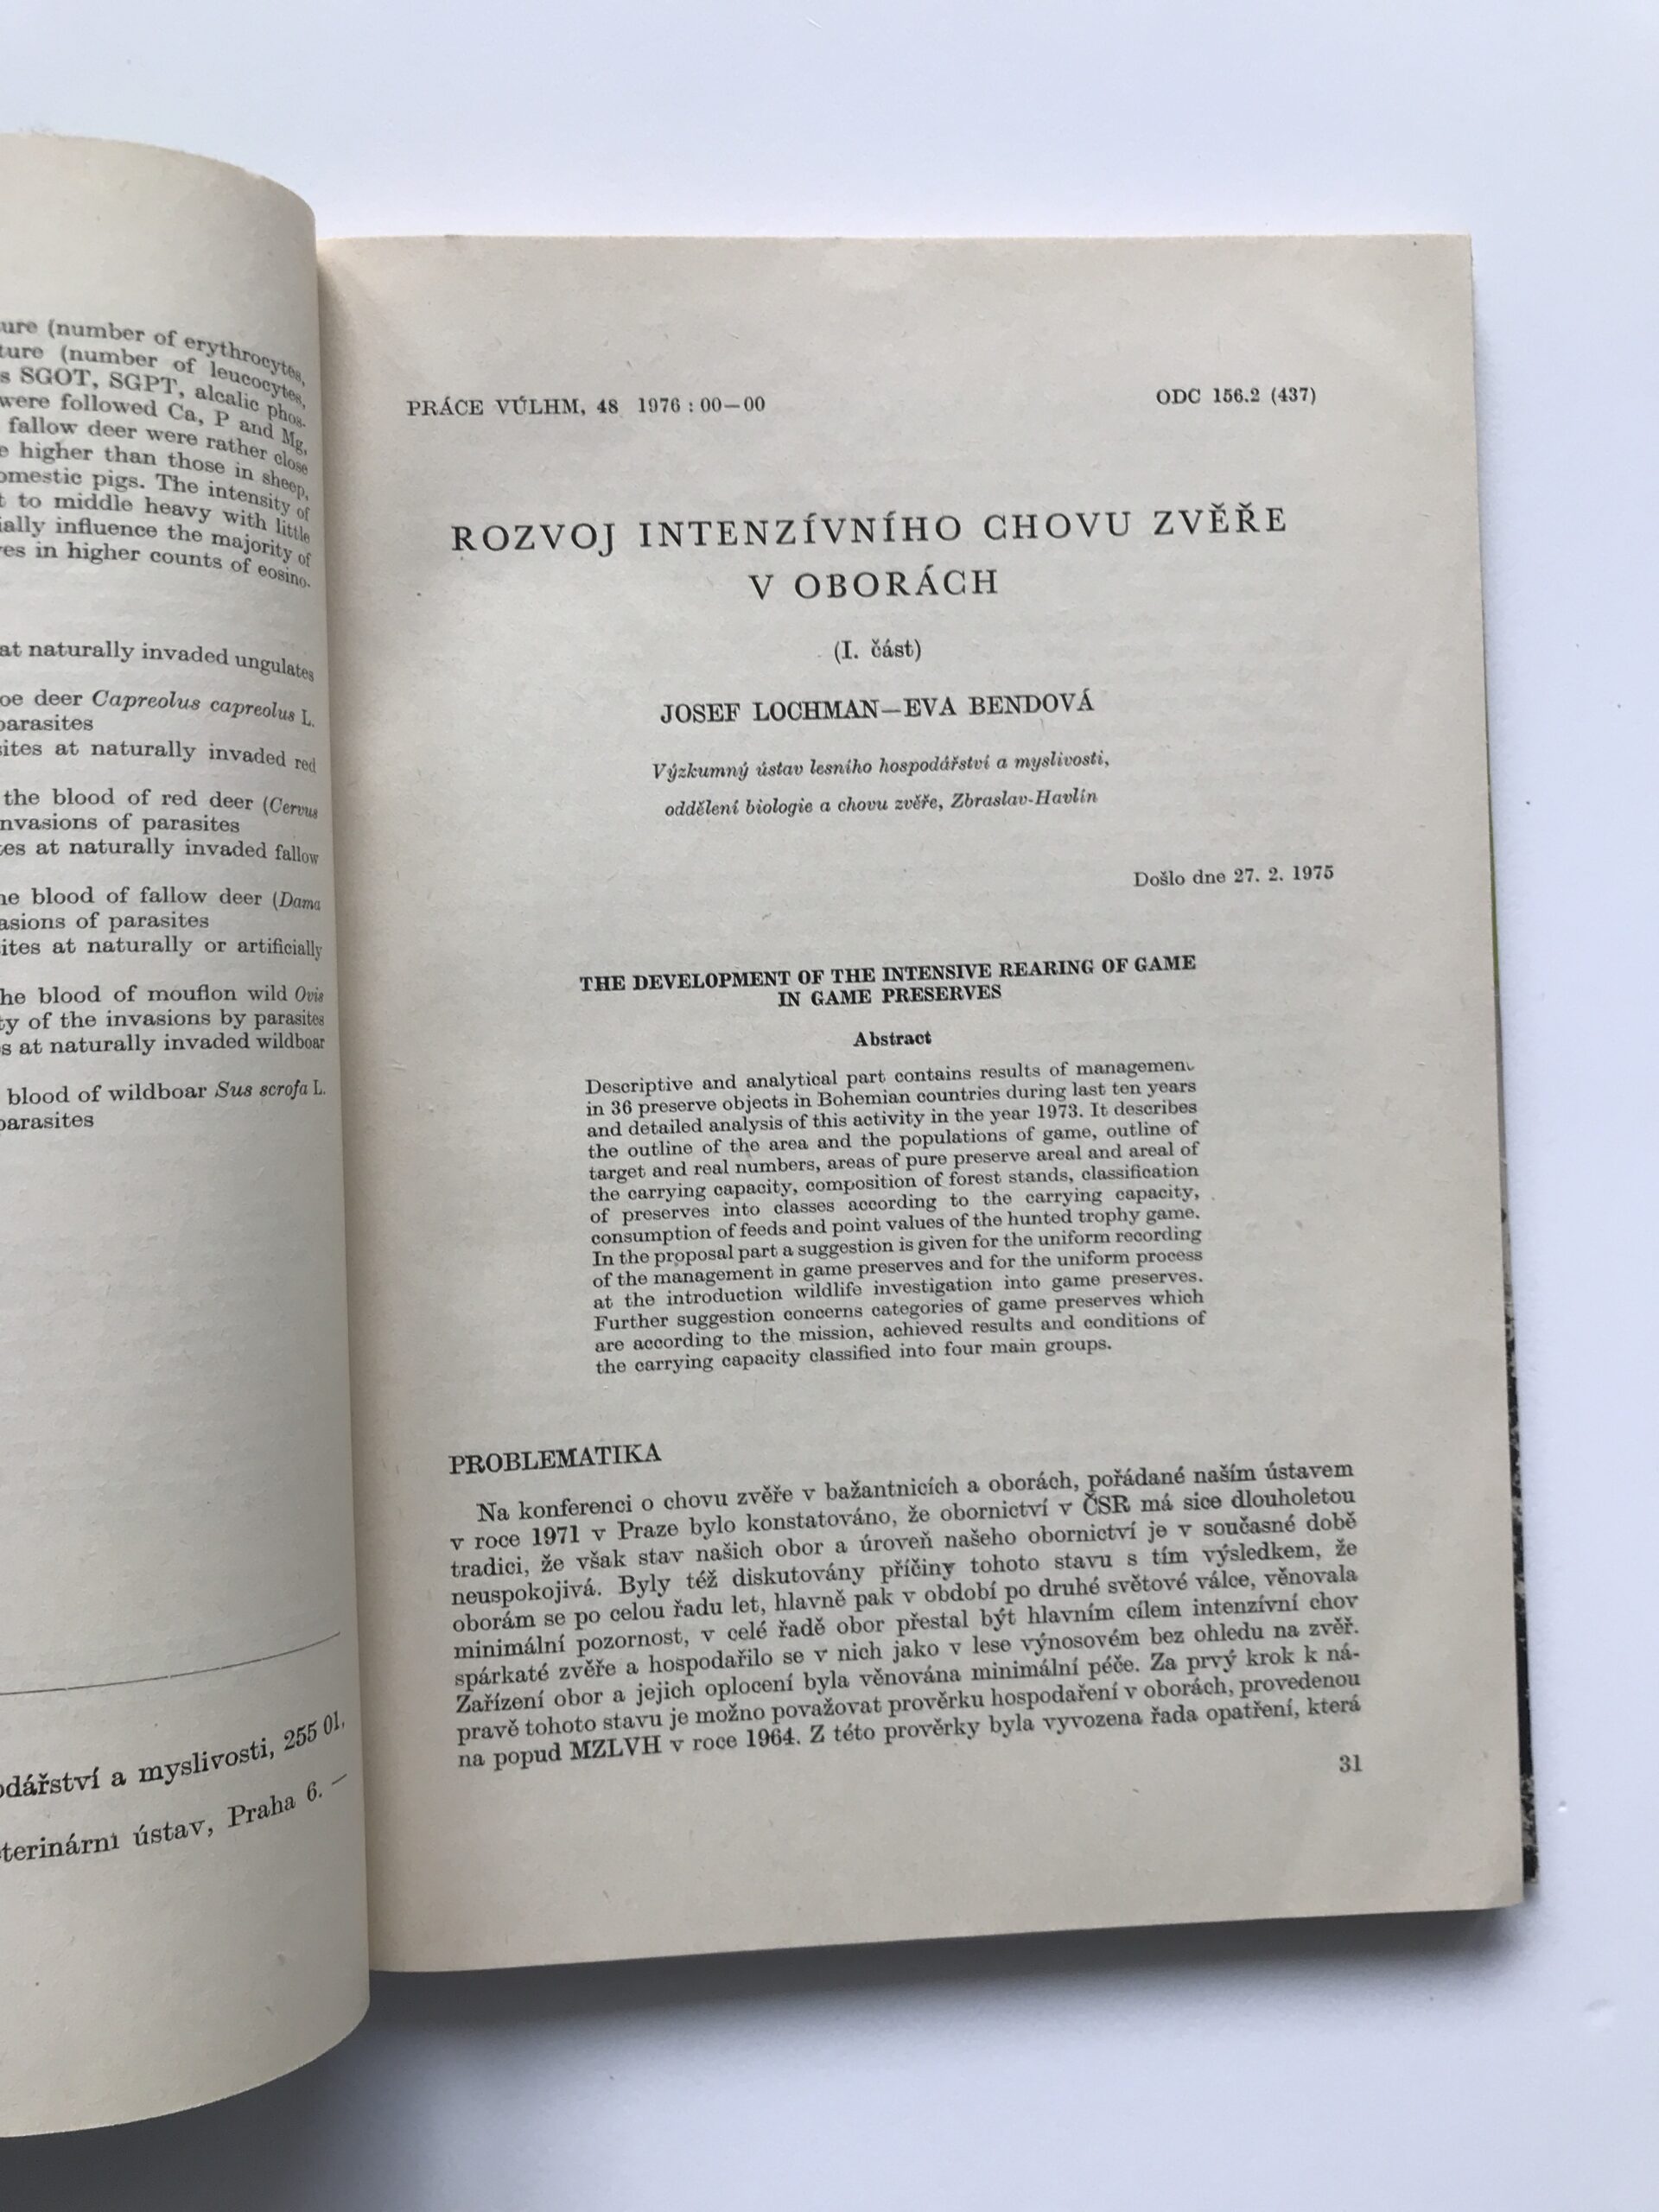 ure (number of erythrocytes,
ture (number of leucocytes,
s SGOT, SGPT, alcalic phos-
were followed Ca, P and Mg,
fallow deer were rather close
e higher than those in sheep,
omestic pigs. The intensity of
t to middle heavy with little
ially influence the majority of
es in higher counts of eosino-
at naturally invaded ungulates
oe deer Capreolus capreolus L.
parasites
sites at naturally invaded red
the blood of red deer (Cervus
nvasions of parasites
tes at naturally invaded fallow
he blood of fallow deer (Dama
asions of parasites
ites at naturally or artificially
he blood of mouflon wild Ovis
ty of the invasions by parasites
s at naturally invaded wildboar
blood of wildboar Sus scrofa L.
parasites
odářství a myslivosti, 255 01,
terinární ústav, Praha 6. —
PRÁCE VÚLHM, 48 1976 : 00—00
ODC 156.2 (437)
ROZVOJ INTENZÍVNÍHO CHOVU ZVĚŘE
V OBORÁCH
(I. část)
JOSEF LOCHMAN—EVA BENDOVÁ
Výzkumný ústav lesního hospodářství a myslivosti,
oddělení biologie a chovu zvěře, Zbraslav-Havlín
Došlo dne 27. 2. 1975
THE DEVELOPMENT OF THE INTENSIVE REARING OF GAME
IN GAME PRESERVES
Abstract
Descriptive and analytical part contains results of management
in 36 preserve objects in Bohemian countries during last ten years
and detailed analysis of this activity in the year 1973. It describes
the outline of the area and the populations of game, outline of
target and real numbers, areas of pure preserve areal and areal of
the carrying capacity, composition of forest stands, classification
of preserves into classes according to the carrying capacity,
consumption of feeds and point values of the hunted trophy game.
In the proposal part a suggestion is given for the uniform recording
of the management in game preserves and for the uniform process
at the introduction wildlife investigation into game preserves.
Further suggestion concerns categories of game preserves which
are according to the mission, achieved results and conditions of
the carrying capacity classified into four main groups.
PROBLEMATIKA
Na konferenci o chovu zvěře v bažantnicích a oborách, pořádané naším ústavem
v roce 1971 v Praze bylo konstatováno, že obornictví v ČSR má sice dlouholetou
tradici, že však stav našich obor a úroveň našeho obornictví je v současné době
neuspokojivá. Byly též diskutovány příčiny tohoto stavu s tím výsledkem, že
oborám se po celou řadu let, hlavně pak v období po druhé světové válce, věnovala
minimální pozornost, v celé řadě obor přestal být hlavním cílem intenzívní chov
spárkaté zvěře a hospodařilo se v nich jako v lese výnosovém bez ohledu na zvěř.
Zařízení obor a jejich oplocení byla věnována minimální péče. Za prvý krok k ná-
pravě tohoto stavu je možno považovat prověrku hospodaření v oborách, provedenou
na popud MZLVH v roce 1964. Z této prověrky byla vyvozena řada opatření, která
31